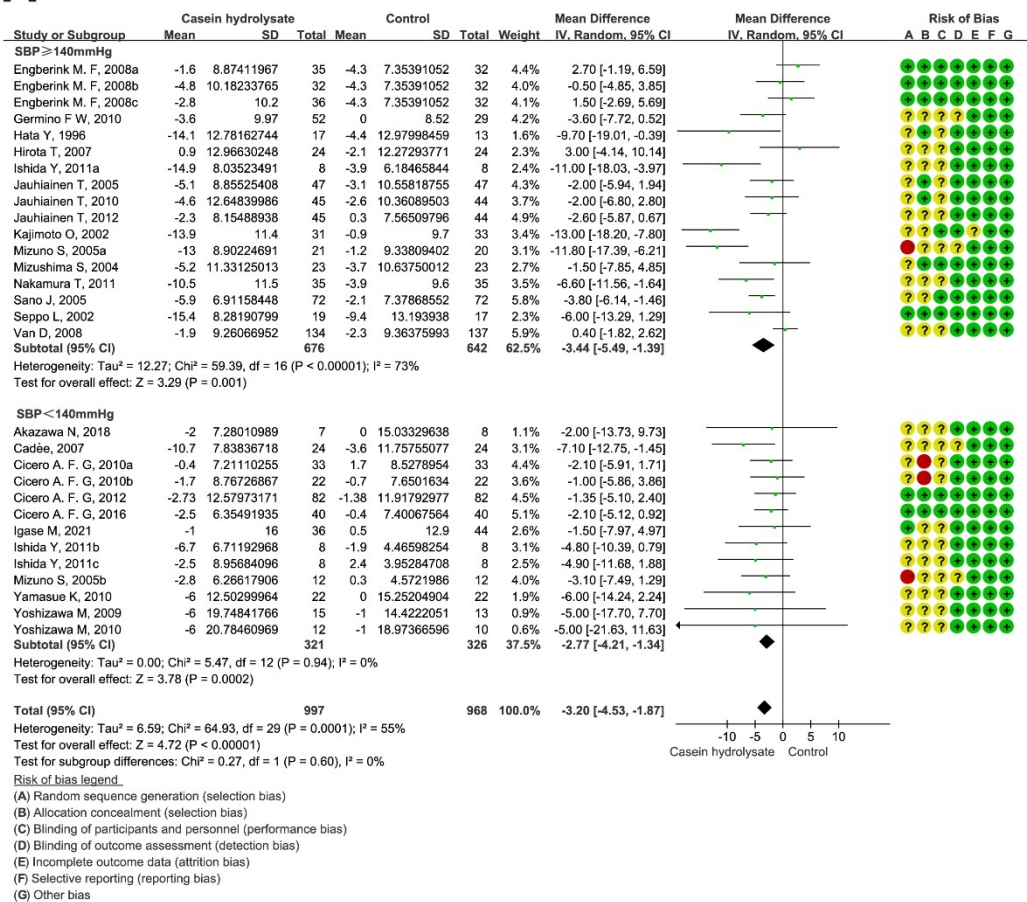 Casein hydrolysate Control Mean Difference Mean Difference Risk of Bias
Study or Subgroup Mean SD Total Mean SD Total Weight IV, Random, 95% CI IV, Random, 95% CI A B C D E F G
SBP≥140mmHg
Engberink M. F, 2008a -1.6 8.87411967 35 -4.3 7.35391052 32 4.4% 2.70 [-1.19, 6.59]
Engberink M. F, 2008b -4.8 10.18233765 32 -4.3 7.35391052 32 4.0% -0.50 [-4.85, 3.85]
Engberink M. F, 2008c -2.8 10.2 36 -4.3 7.35391052 32 4.1% 1.50 [-2.69, 5.69]
Germino F W, 2010 -3.6 9.97 52 0 8.52 29 4.2% -3.60 [-7.72, 0.52]
Hata Y, 1996 -14.1 12.78162744 17 -4.4 12.97998459 13 1.6% -9.70 [-19.01, -0.39]
Hirota T, 2007 0.9 12.96630248 24 -2.1 12.27293771 24 2.3% 3.00 [-4.14, 10.14]
Ishida Y, 2011a -14.9 8.03523491 8 -3.9 6.18465844 8 2.4% -11.00 [-18.03, -3.97]
Jauhiainen T, 2005 -5.1 8.85525408 47 -3.1 10.55818755 47 4.4% -2.00 [-5.94, 1.94]
Jauhiainen T, 2010 -4.6 12.64839986 45 -2.6 10.36089503 44 3.7% -2.00 [-6.80, 2.80]
Jauhiainen T, 2012 -2.3 8.15488938 45 0.3 7.56509796 44 4.9% -2.60 [-5.87, 0.67]
Kajimoto O, 2002 -13.9 11.4 31 -0.9 9.7 33 3.4% -13.00 [-18.20, -7.80]
Mizuno S, 2005a -13 8.90224691 21 -1.2 9.33809402 20 3.1% -11.80 [-17.39, -6.21]
Mizushima S, 2004 -5.2 11.33125013 23 -3.7 10.63750012 23 2.7% -1.50 [-7.85, 4.85]
Nakamura T, 2011 -10.5 11.5 35 -3.9 9.6 35 3.5% -6.60 [-11.56, -1.64]
Sano J, 2005 -5.9 6.91158448 72 -2.1 7.37868552 72 5.8% -3.80 [-6.14, -1.46]
Seppo L, 2002 -15.4 8.28190799 19 -9.4 13.193938 17 2.3% -6.00 [-13.29, 1.29]
Van D, 2008 -1.9 9.26066952 134 -2.3 9.36375993 137 5.9% 0.40 [-1.82, 2.62]
Subtotal (95% CI) 676 642 62.5% -3.44 [-5.49, -1.39]
Heterogeneity: Tau² = 12.27; Chi² = 59.39, df = 16 (P < 0.00001); I² = 73%
Test for overall effect: Z = 3.29 (P = 0.001)
SBP<140mmHg
Akazawa N, 2018 -2 7.28010989 7 0 15.03329638 8 1.1% -2.00 [-13.73, 9.73]
Cadée, 2007 -10.7 7.83836718 24 -3.6 11.75755077 24 3.1% -7.10 [-12.75, -1.45]
Cicero A. F. G, 2010a -0.4 7.21110255 33 1.7 8.5278954 33 4.4% -2.10 [-5.91, 1.71]
Cicero A. F. G, 2010b -1.7 8.76726867 22 -0.7 7.6501634 22 3.6% -1.00 [-5.86, 3.86]
Cicero A. F. G, 2012 -2.73 12.57973171 82 -1.38 11.91792977 82 4.5% -1.35 [-5.10, 2.40]
Cicero A. F. G, 2016 -2.5 6.35491935 40 -0.4 7.40067564 40 5.1% -2.10 [-5.12, 0.92]
Igase M, 2021 -1 16 36 0.5 12.9 44 2.6% -1.50 [-7.97, 4.97]
Ishida Y, 2011b -6.7 6.71192968 8 -1.9 4.46598254 8 3.1% -4.80 [-10.39, 0.79]
Ishida Y, 2011c -2.5 8.95684096 8 2.4 3.95284708 8 2.5% -4.90 [-11.68, 1.88]
Mizuno S, 2005b -2.8 6.26617906 12 0.3 4.5721986 12 3.9% -3.10 [-7.49, 1.29]
Yamasue K, 2010 -6 12.50299964 22 0 15.25204904 22 1.9% -6.00 [-14.24, 2.24]
Yoshizawa M, 2009 -6 19.74841766 15 -1 14.4222051 13 0.9% -5.00 [-17.70, 7.70]
Yoshizawa M, 2010 -6 20.78460969 12 -1 18.97366596 10 0.6% -5.00 [-21.63, 11.63]
Subtotal (95% CI) 321 326 37.5% -2.77 [-4.21, -1.34]
Heterogeneity: Tau² = 0.00; Chi² = 5.47, df = 12 (P = 0.94); I² = 0%
Test for overall effect: Z = 3.78 (P = 0.0002)
Total (95% CI) 997 968 100.0% -3.20 [-4.53, -1.87]
Heterogeneity: Tau² = 6.59; Chi² = 64.93, df = 29 (P = 0.0001); I² = 55%
Test for overall effect: Z = 4.72 (P < 0.00001)
Test for subgroup differences: Chi² = 0.27, df = 1 (P = 0.60), I² = 0%
-10 -5 0 5 10
Casein hydrolysate Control
Risk of bias legend
(A) Random sequence generation (selection bias)
(B) Allocation concealment (selection bias)
(C) Blinding of participants and personnel (performance bias)
(D) Blinding of outcome assessment (detection bias)
(E) Incomplete outcome data (attrition bias)
(F) Selective reporting (reporting bias)
(G) Other bias